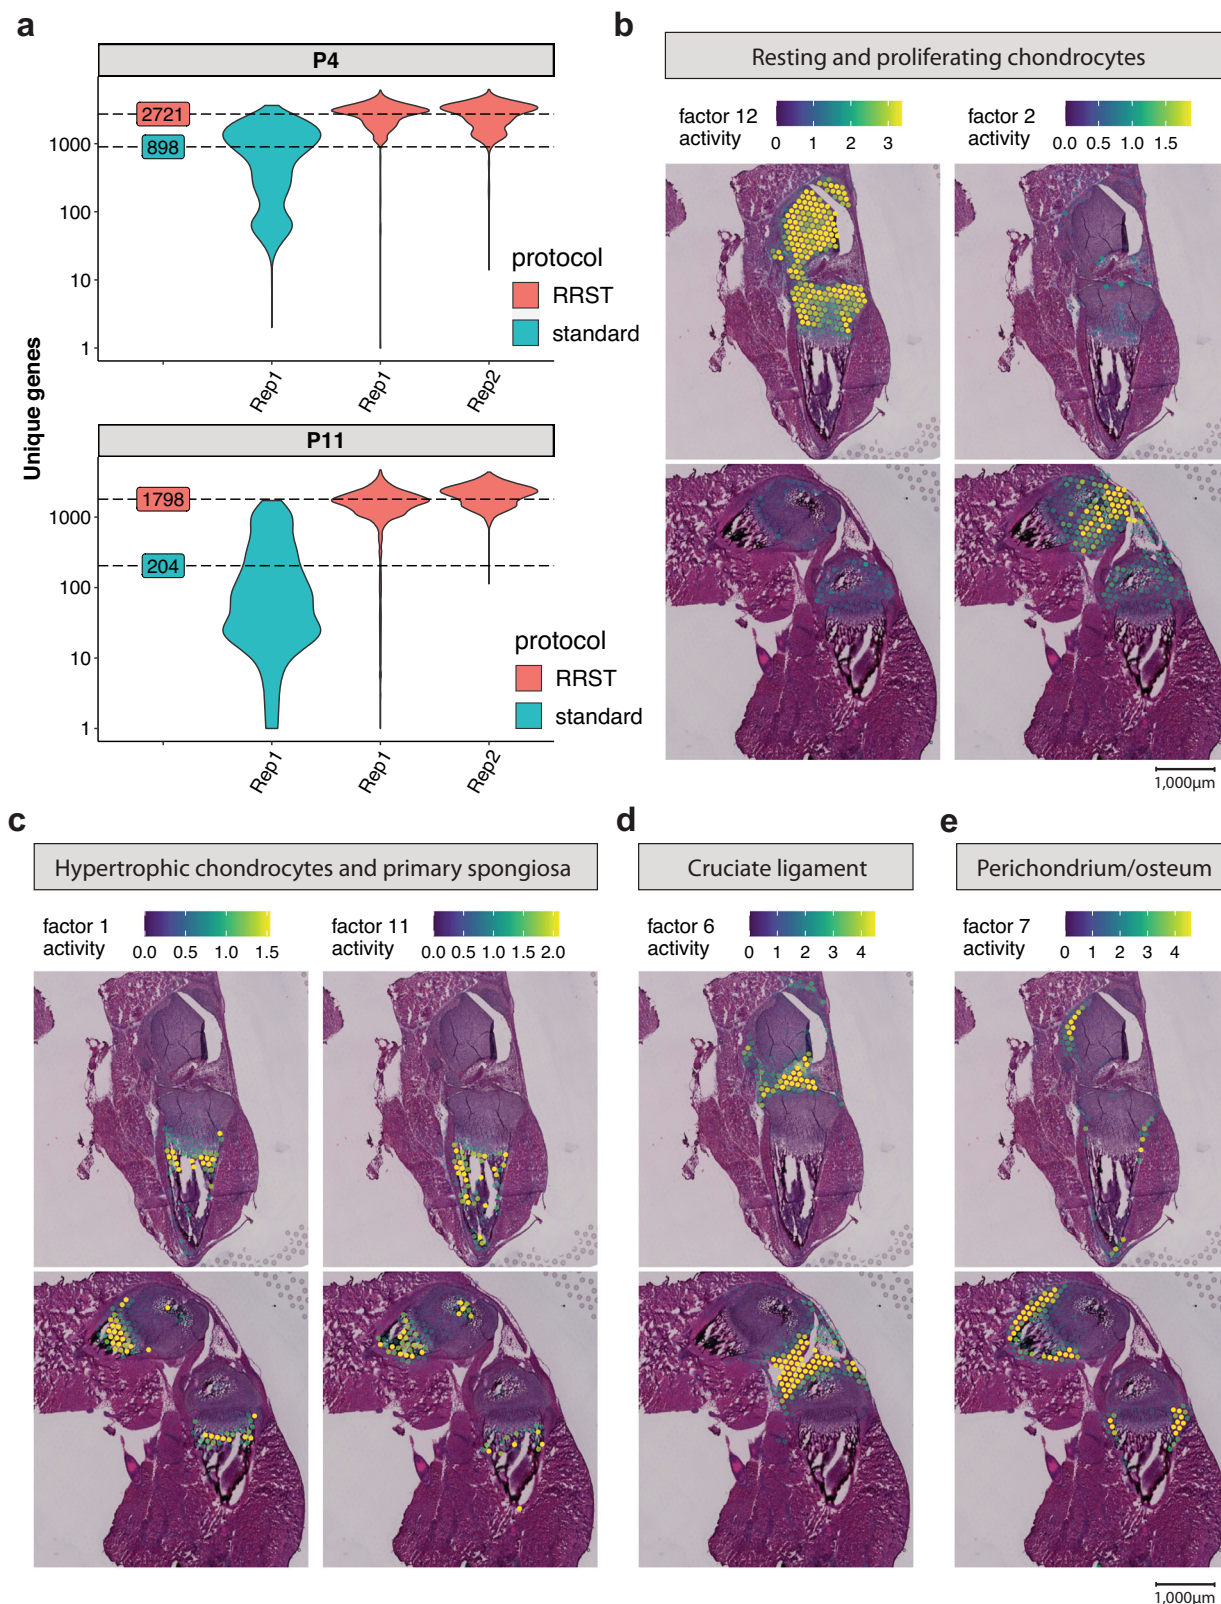 a
P4
Unique genes
2721
898
1000
100
10
1
protocol
RRST
standard
Rep1
Rep1
Rep2
P11
1798
204
1000
100
10
1
protocol
RRST
standard
Rep1
Rep1
Rep2
b
Resting and proliferating chondrocytes
factor 12
activity
0 1 2 3
factor 2
activity
0.0 0.5 1.0 1.5
1,000µm
c
Hypertrophic chondrocytes and primary spongiosa
factor 1
activity
0.0 0.5 1.0 1.5
factor 11
activity
0.0 0.5 1.0 1.5 2.0
d
Cruciate ligament
factor 6
activity
0 1 2 3 4
e
Perichondrium/osteum
factor 7
activity
0 1 2 3 4
1,000µm